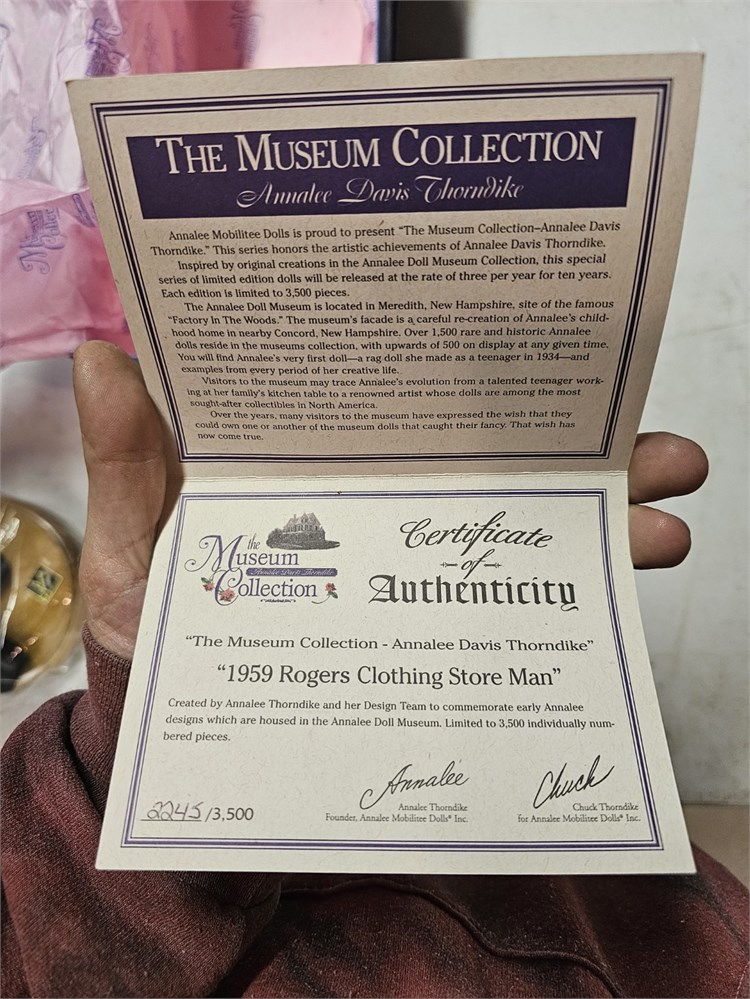 THE MUSEUM COLLECTION
Annalee Davis Thorndike
Annalee Mobilitee Dolls is proud to present “The Museum Collection–Annalee Davis
Thorndike.” This series honors the artistic achievements of Annalee Davis Thorndike.
Inspired by original creations in the Annalee Doll Museum Collection, this special
series of limited edition dolls will be released at the rate of three per year for ten years.
Each edition is limited to 3,500 pieces.
The Annalee Doll Museum is located in Meredith, New Hampshire, site of the famous
“Factory In The Woods.” The museum’s facade is a careful re-creation of Annalee’s child-
hood home in nearby Concord, New Hampshire. Over 1,500 rare and historic Annalee
dolls reside in the museums collection, with upwards of 500 on display at any given time.
You will find Annalee’s very first doll—a rag doll she made as a teenager in 1934—and
examples from every period of her creative life.
Visitors to the museum may trace Annalee’s evolution from a talented teenager work-
ing at her family’s kitchen table to a renowned artist whose dolls are among the most
sought-after collectibles in North America.
Over the years, many visitors to the museum have expressed the wish that they
could own one or another of the museum dolls that caught their fancy. That wish has
now come true.
the
Museum
Annalee Davis Thorndike
Collection
Certificate
of
Authenticity
“The Museum Collection - Annalee Davis Thorndike”
“1959 Rogers Clothing Store Man”
Created by Annalee Thorndike and her Design Team to commemorate early Annalee
designs which are housed in the Annalee Doll Museum. Limited to 3,500 individually num-
bered pieces.
2245/3,500
Annalee
Annalee Thorndike
Founder, Annalee Mobilitee Dolls® Inc.
Chuck
Chuck Thorndike
for Annalee Mobilitee Dolls® Inc.